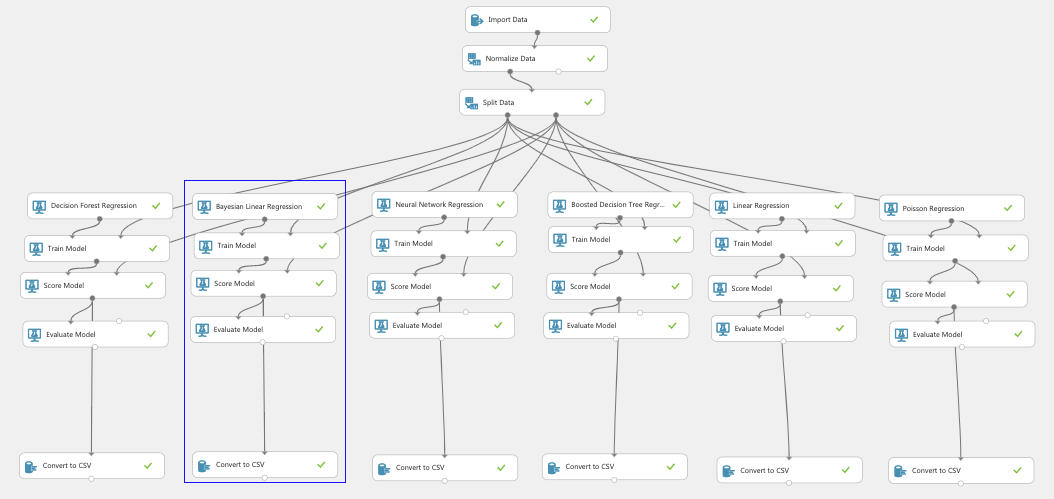 Import Data
Normalize Data
Split Data
Decision Forest Regression
Bayesian Linear Regression
Neural Network Regression
Boosted Decision Tree Regr...
Linear Regression
Poisson Regression
Train Model
Train Model
Train Model
Train Model
Train Model
Train Model
Score Model
Score Model
Score Model
Score Model
Score Model
Score Model
Evaluate Model
Evaluate Model
Evaluate Model
Evaluate Model
Evaluate Model
Evaluate Model
Convert to CSV
Convert to CSV
Convert to CSV
Convert to CSV
Convert to CSV
Convert to CSV